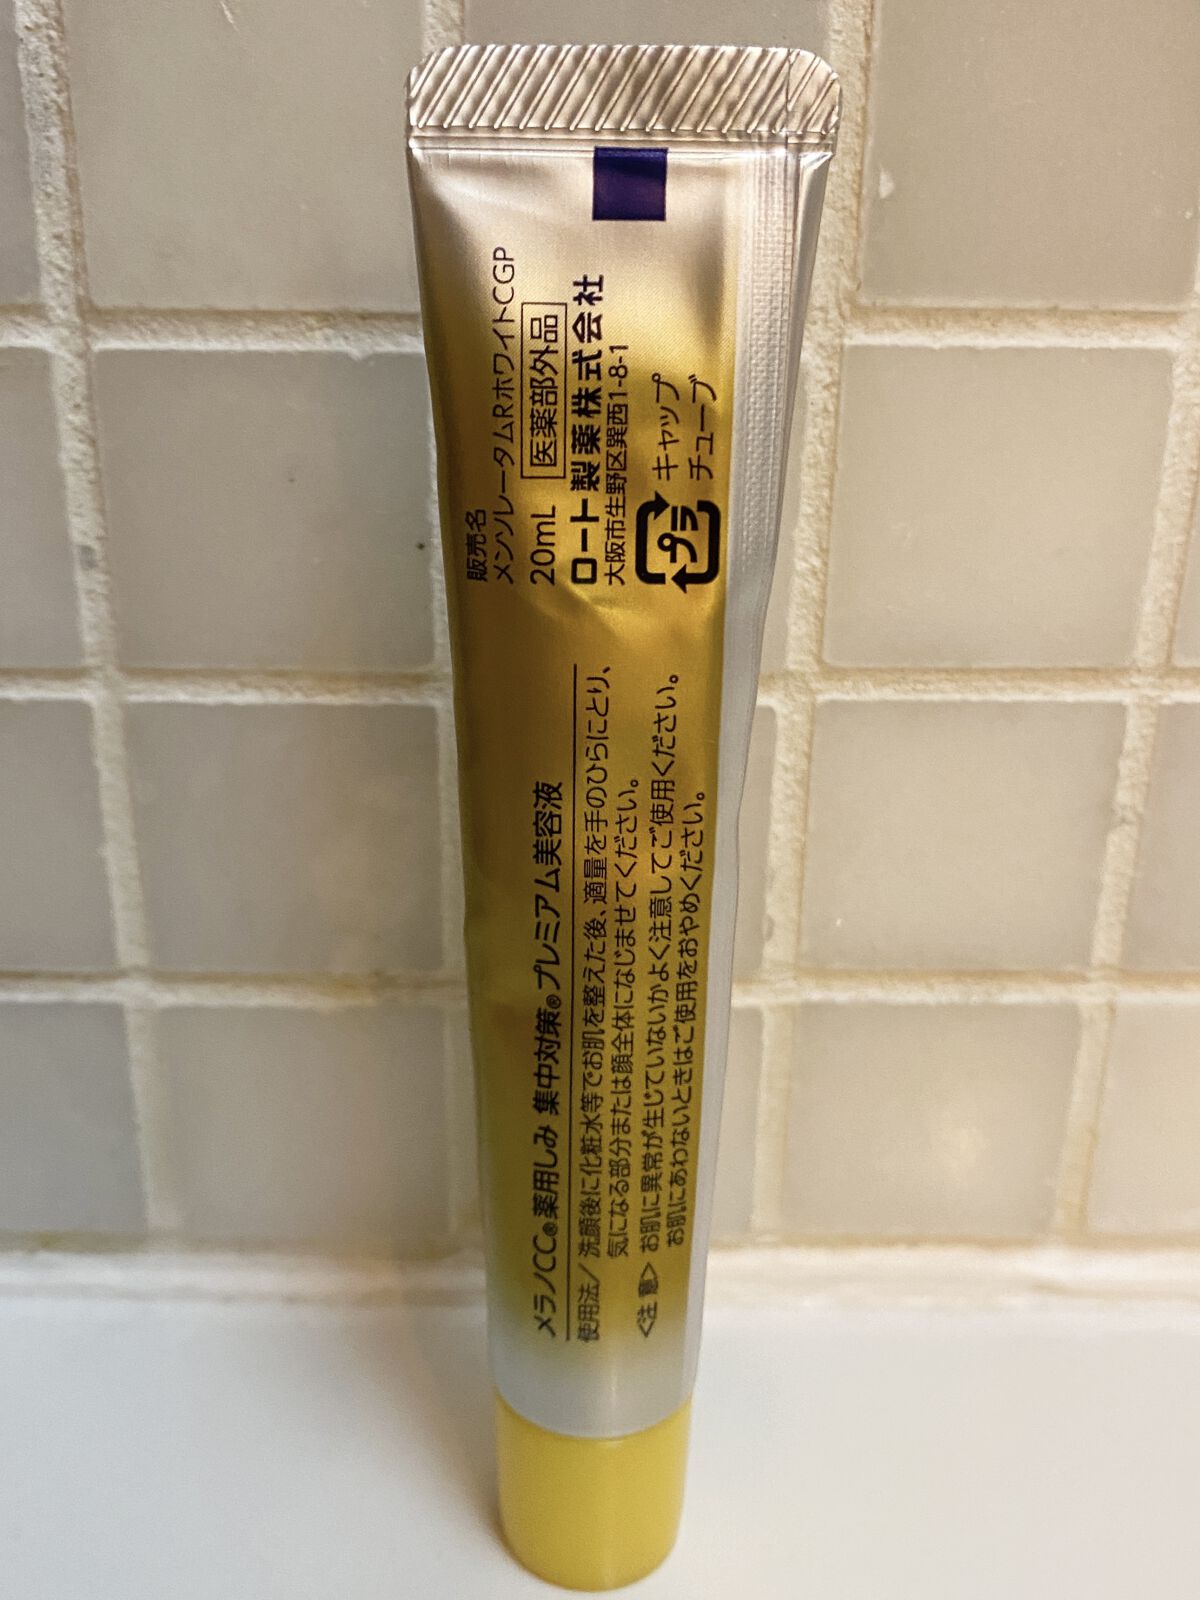 メラノCC®薬用しみ 集中対策®プレミアム美容液
使用法/洗顔後に化粧水等でお肌を整えた後、適量を手のひらにとり、
気になる部分または顔全体になじませてください。
<注意>お肌に異常が生じていないかよく注意してご使用ください。
お肌にあわないときはご使用をおやめください。
販売名
メンソレータムRホワイトCGP
20mL 医薬部外品
ロート製薬株式会社
大阪市生野区巽西1-8-1
プラ キャップ
チューブ